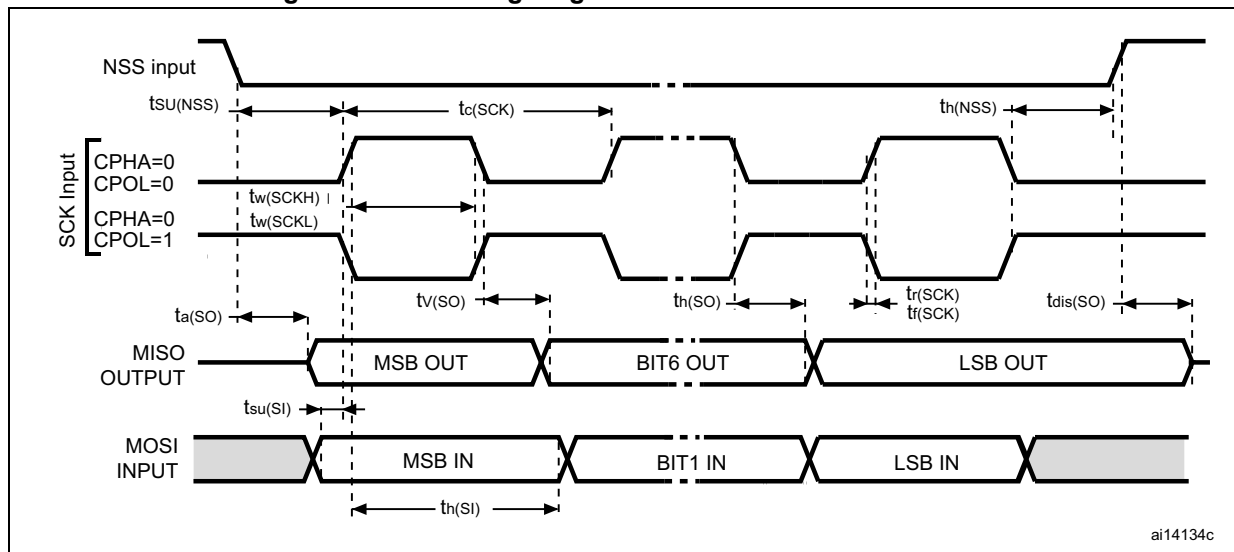 NSS input
tSU(NSS)
tc(SCK)
th(NSS)
SCK Input
CPHA=0
CPOL=0
tw(SCKH)
CPHA=0
tw(SCKL)
CPOL=1
tV(SO)
th(SO)
tr(SCK)
tf(SCK)
tdis(SO)
ta(SO)
MISO
OUTPUT
MSB OUT
BIT6 OUT
LSB OUT
tsu(SI)
MOSI
INPUT
MSB IN
BIT1 IN
LSB IN
th(SI)
ai14134c